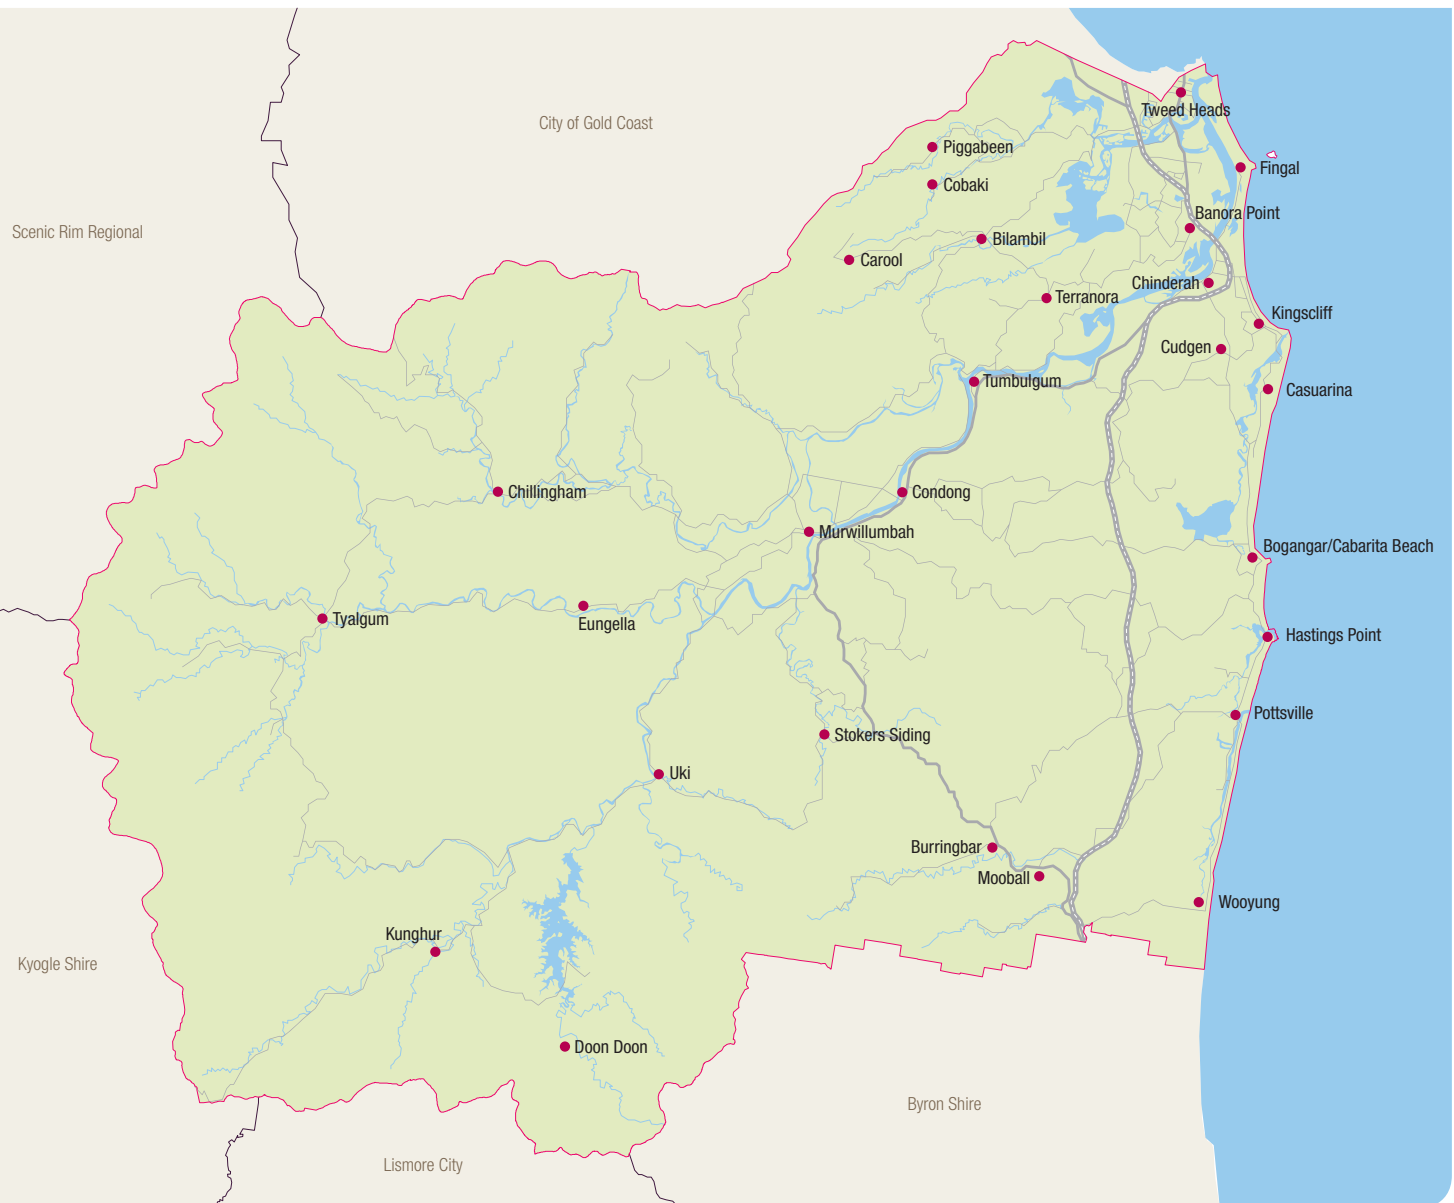 Tweed Heads
City of Gold Coast
Piggabeen
Fingal
Cobaki
Banora Point
Scenic Rim Regional
Bilambil
Carool
Chinderah
Terranora
Kingscliff
Cudgen
Tumbulgum
Casuarina
Chillingham
Condong
Murwillumbah
Bogangar/Cabarita Beach
Tyalgum
Eungella
Hastings Point
Pottsville
Stokers Siding
Uki
Burringbar
Mooball
Wooyung
Kunghur
Kyogle Shire
Doon Doon
Byron Shire
Lismore City